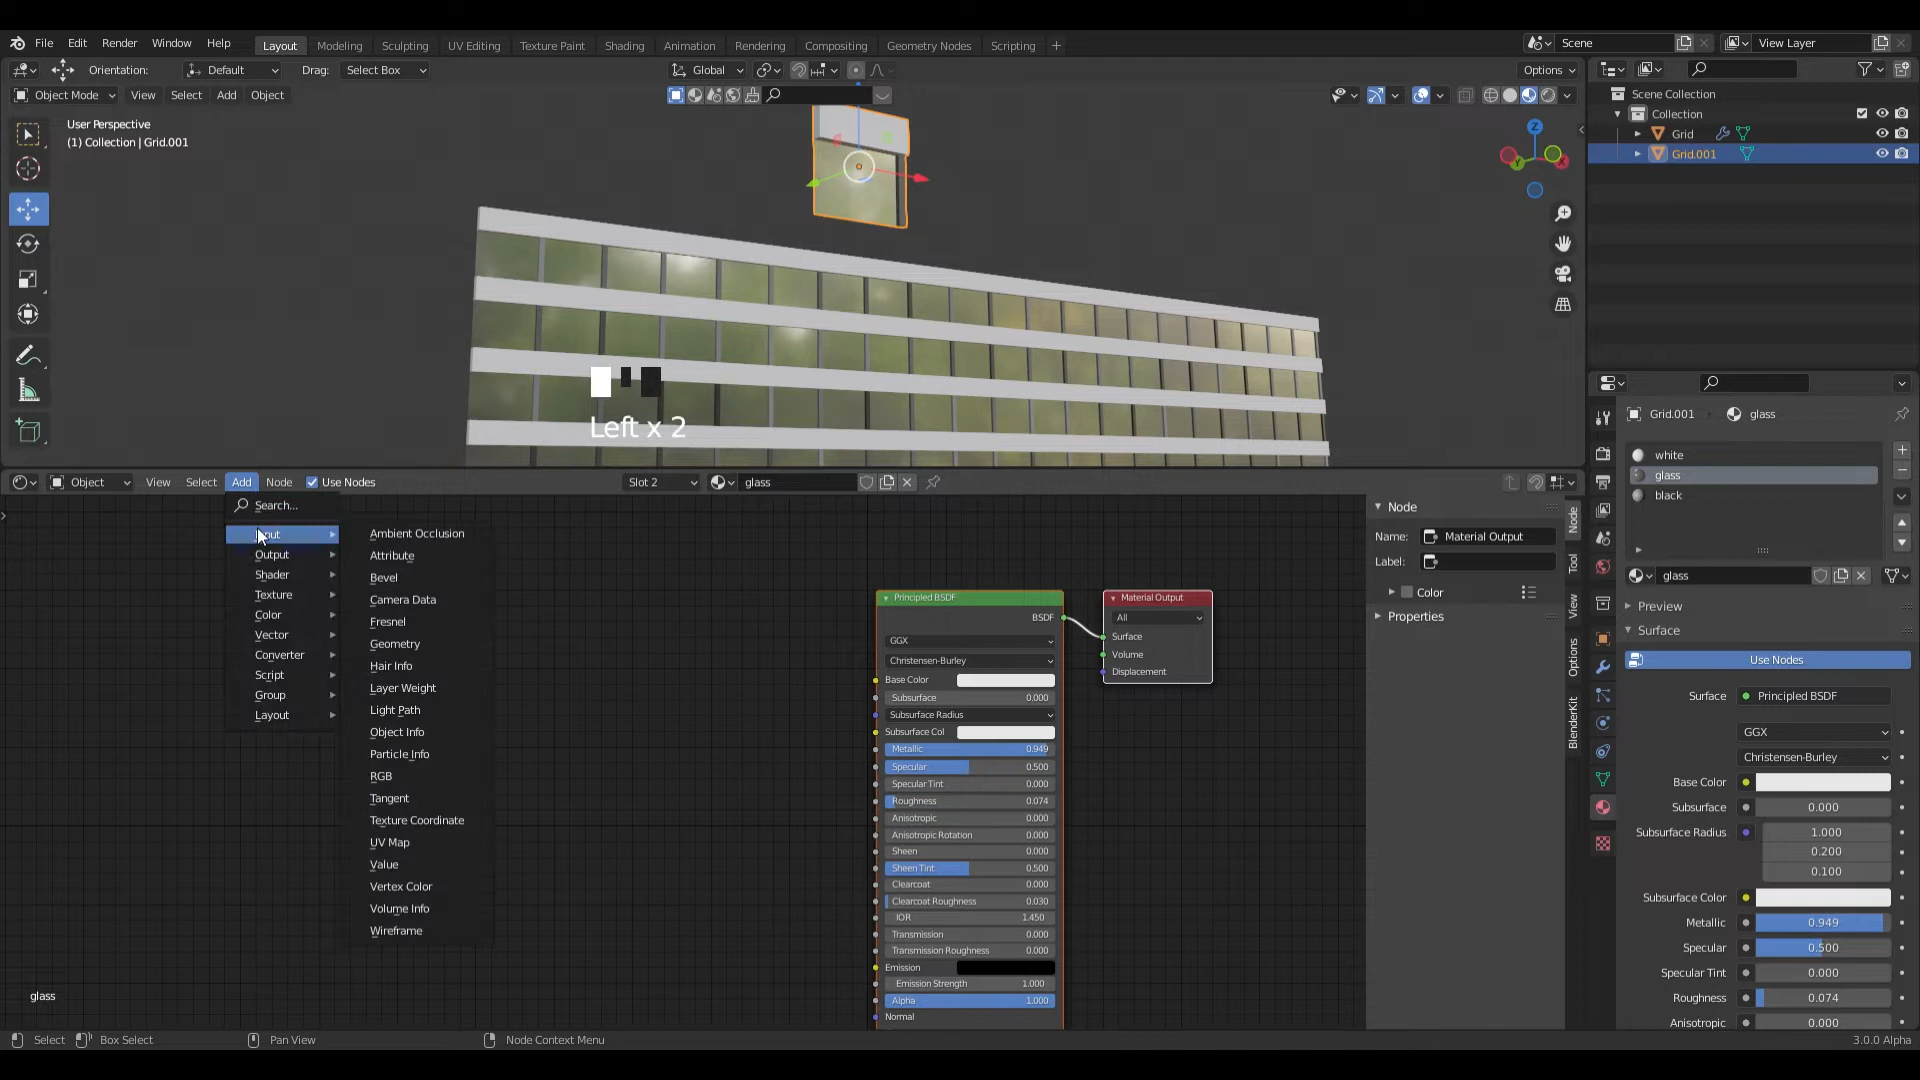 File Edit Render Window Help
Layout Modeling Sculpting UV Editing Texture Paint Shading Animation Rendering Compositing Geometry Nodes Scripting +
Scene
View Layer
Orientation: Default Drag: Select Box
Global
Options
Object Mode View Select Add Object
User Perspective
(1) Collection | Grid.001
Scene Collection
Collection
Grid
Grid.001
Z
Y
X
Left x 2
Object View Select Add Node Use Nodes
Slot 2
glass
Search...
Input
Output
Shader
Texture
Color
Vector
Converter
Script
Group
Layout
Ambient Occlusion
Attribute
Bevel
Camera Data
Fresnel
Geometry
Hair Info
Layer Weight
Light Path
Object Info
Particle Info
RGB
Tangent
Texture Coordinate
UV Map
Value
Vertex Color
Volume Info
Wireframe
glass
Principled BSDF
BSDF
GGX
Christensen-Burley
Base Color
Subsurface 0.000
Subsurface Radius
Subsurface Col
Metallic 0.949
Specular 0.500
Specular Tint 0.000
Roughness 0.074
Anisotropic 0.000
Anisotropic Rotation 0.000
Sheen 0.000
Sheen Tint 0.500
Clearcoat 0.000
Clearcoat Roughness 0.030
IOR 1.450
Transmission 0.000
Transmission Roughness 0.000
Emission
Emission Strength 1.000
Alpha 1.000
Normal
Material Output
All
Surface
Volume
Displacement
Node
Name: Material Output
Label:
Color
Properties
Node
Tool
View
Options
BlenderKit
Grid.001 glass
white
glass
black
glass
Preview
Surface
Use Nodes
Surface Principled BSDF
GGX
Christensen-Burley
Base Color
Subsurface 0.000
Subsurface Radius 1.000
0.200
0.100
Subsurface Color
Metallic 0.949
Specular 0.500
Specular Tint 0.000
Roughness 0.074
Anisotropic 0.000
Select Box Select Pan View Node Context Menu
3.0.0 Alpha